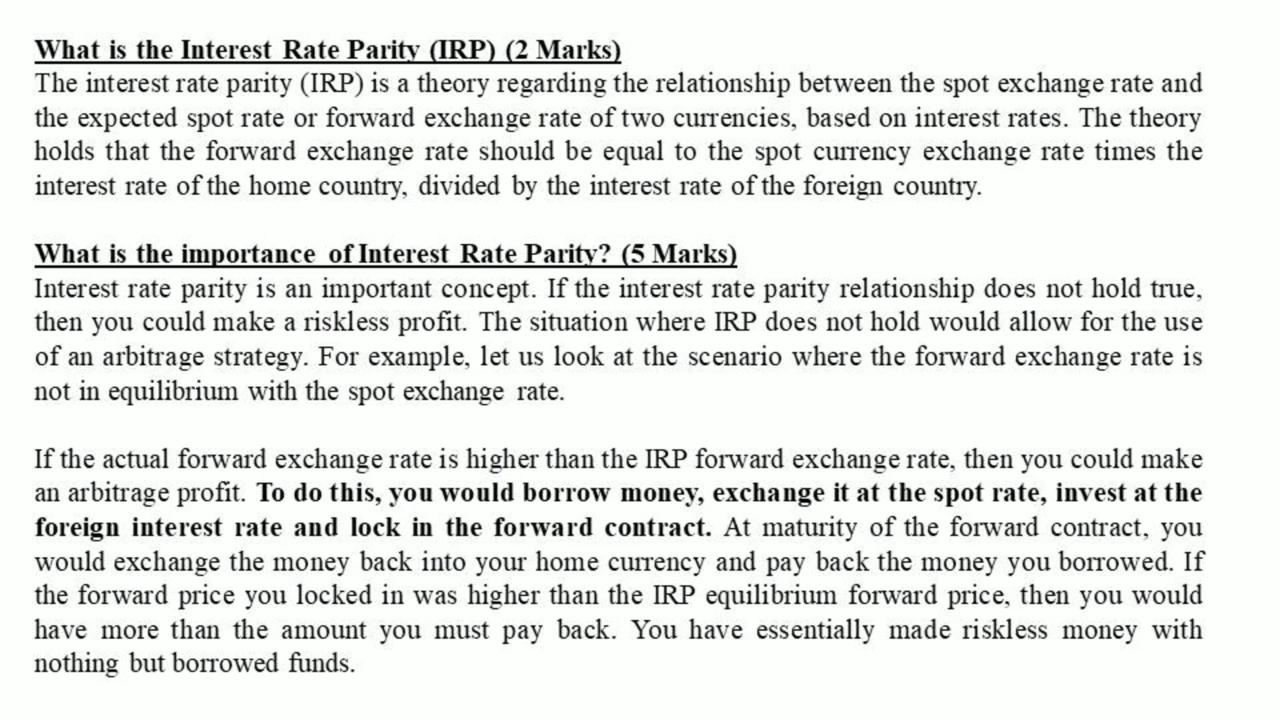 What is the Interest Rate Parity (IRP) (2 Marks)
The interest rate parity (IRP) is a theory regarding the relationship between the spot exchange rate and
the expected spot rate or forward exchange rate of two currencies, based on interest rates. The theory
holds that the forward exchange rate should be equal to the spot currency exchange rate times the
interest rate of the home country, divided by the interest rate of the foreign country.
What is the importance of Interest Rate Parity? (5 Marks)
Interest rate parity is an important concept. If the interest rate parity relationship does not hold true,
then you could make a riskless profit. The situation where IRP does not hold would allow for the use
of an arbitrage strategy. For example, let us look at the scenario where the forward exchange rate is
not in equilibrium with the spot exchange rate.
If the actual forward exchange rate is higher than the IRP forward exchange rate, then you could make
an arbitrage profit. To do this, you would borrow money, exchange it at the spot rate, invest at the
foreign interest rate and lock in the forward contract. At maturity of the forward contract, you
would exchange the money back into your home currency and pay back the money you borrowed. If
the forward price you locked in was higher than the IRP equilibrium forward price, then you would
have more than the amount you must pay back. You have essentially made riskless money with
nothing but borrowed funds.